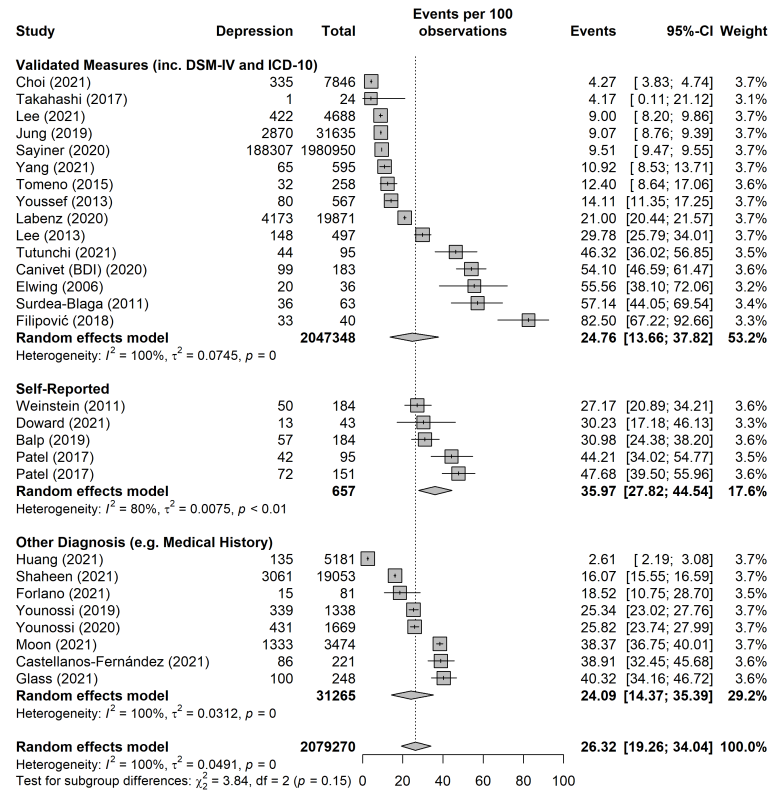 Events per 100
Study Depression Total observations Events 95%-CI Weight
Validated Measures (inc. DSM-IV and ICD-10)
Choi (2021) 335 7846 4.27 [ 3.83; 4.74] 3.7%
Takahashi (2017) 1 24 4.17 [ 0.11; 21.12] 3.1%
Lee (2021) 422 4688 9.00 [ 8.20; 9.86] 3.7%
Jung (2019) 2870 31635 9.07 [ 8.76; 9.39] 3.7%
Sayiner (2020) 188307 1980950 9.51 [ 9.47; 9.55] 3.7%
Yang (2021) 65 595 10.92 [ 8.53; 13.71] 3.7%
Tomeno (2015) 32 258 12.40 [ 8.64; 17.06] 3.6%
Youssef (2013) 80 567 14.11 [11.35; 17.25] 3.7%
Labenz (2020) 4173 19871 21.00 [20.44; 21.57] 3.7%
Lee (2013) 148 497 29.78 [25.79; 34.01] 3.7%
Tutunchi (2021) 44 95 46.32 [36.02; 56.85] 3.5%
Canivet (BDI) (2020) 99 183 54.10 [46.59; 61.47] 3.6%
Elwing (2006) 20 36 55.56 [38.10; 72.06] 3.2%
Surdea-Blaga (2011) 36 63 57.14 [44.05; 69.54] 3.4%
Filipović (2018) 33 40 82.50 [67.22; 92.66] 3.3%
Random effects model 2047348 24.76 [13.66; 37.82] 53.2%
Heterogeneity: I² = 100%, τ² = 0.0745, p = 0
Self-Reported
Weinstein (2011) 50 184 27.17 [20.89; 34.21] 3.6%
Doward (2021) 13 43 30.23 [17.18; 46.13] 3.3%
Balp (2019) 57 184 30.98 [24.38; 38.20] 3.6%
Patel (2017) 42 95 44.21 [34.02; 54.77] 3.5%
Patel (2017) 72 151 47.68 [39.50; 55.96] 3.6%
Random effects model 657 35.97 [27.82; 44.54] 17.6%
Heterogeneity: I² = 80%, τ² = 0.0075, p < 0.01
Other Diagnosis (e.g. Medical History)
Huang (2021) 135 5181 2.61 [ 2.19; 3.08] 3.7%
Shaheen (2021) 3061 19053 16.07 [15.55; 16.59] 3.7%
Forlano (2021) 15 81 18.52 [10.75; 28.70] 3.5%
Younossi (2019) 339 1338 25.34 [23.02; 27.76] 3.7%
Younossi (2020) 431 1669 25.82 [23.74; 27.99] 3.7%
Moon (2021) 1333 3474 38.37 [36.75; 40.01] 3.7%
Castellanos-Fernández (2021) 86 221 38.91 [32.45; 45.68] 3.6%
Glass (2021) 100 248 40.32 [34.16; 46.72] 3.6%
Random effects model 31265 24.09 [14.37; 35.39] 29.2%
Heterogeneity: I² = 100%, τ² = 0.0312, p = 0
Random effects model 2079270 26.32 [19.26; 34.04] 100.0%
Heterogeneity: I² = 100%, τ² = 0.0491, p = 0
Test for subgroup differences: χ²₂ = 3.84, df = 2 (p = 0.15) 0 20 40 60 80 100